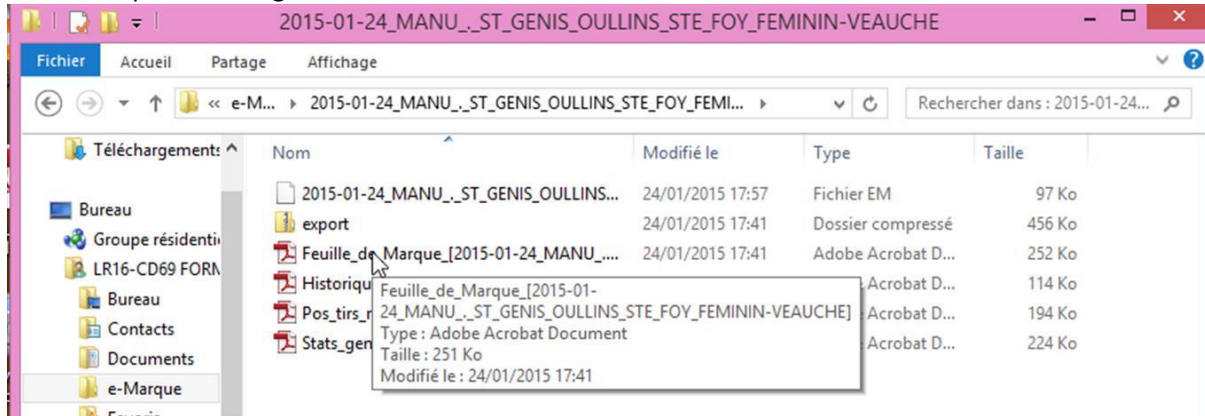 2015-01-24_MANU_._ST_GENIS_OULLINS_STE_FOY_FEMININ-VEAUCHE
Fichier Accueil Partage Affichage
« e-M... 2015-01-24_MANU_._ST_GENIS_OULLINS_STE_FOY_FEMI... Rechercher dans : 2015-01-24...
Téléchargements Nom Modifié le Type Taille
2015-01-24_MANU_._ST_GENIS_OULLINS... 24/01/2015 17:57 Fichier EM 97 Ko
Bureau
export 24/01/2015 17:41 Dossier compressé 456 Ko
Groupe résidenti
Feuille_de_Marque_[2015-01-24_MANU_.... 24/01/2015 17:41 Adobe Acrobat D... 252 Ko
LR16-CD69 FORM
Historiqu Acrobat D... 114 Ko
Feuille_de_Marque_[2015-01-
24_MANU_._ST_GENIS_OULLINS_STE_FOY_FEMININ-VEAUCHE]
Type : Adobe Acrobat Document
Taille : 251 Ko
Modifié le : 24/01/2015 17:41
Bureau
Pos_tirs_r Acrobat D... 194 Ko
Contacts
Stats_gen Acrobat D... 224 Ko
Documents
e-Marque